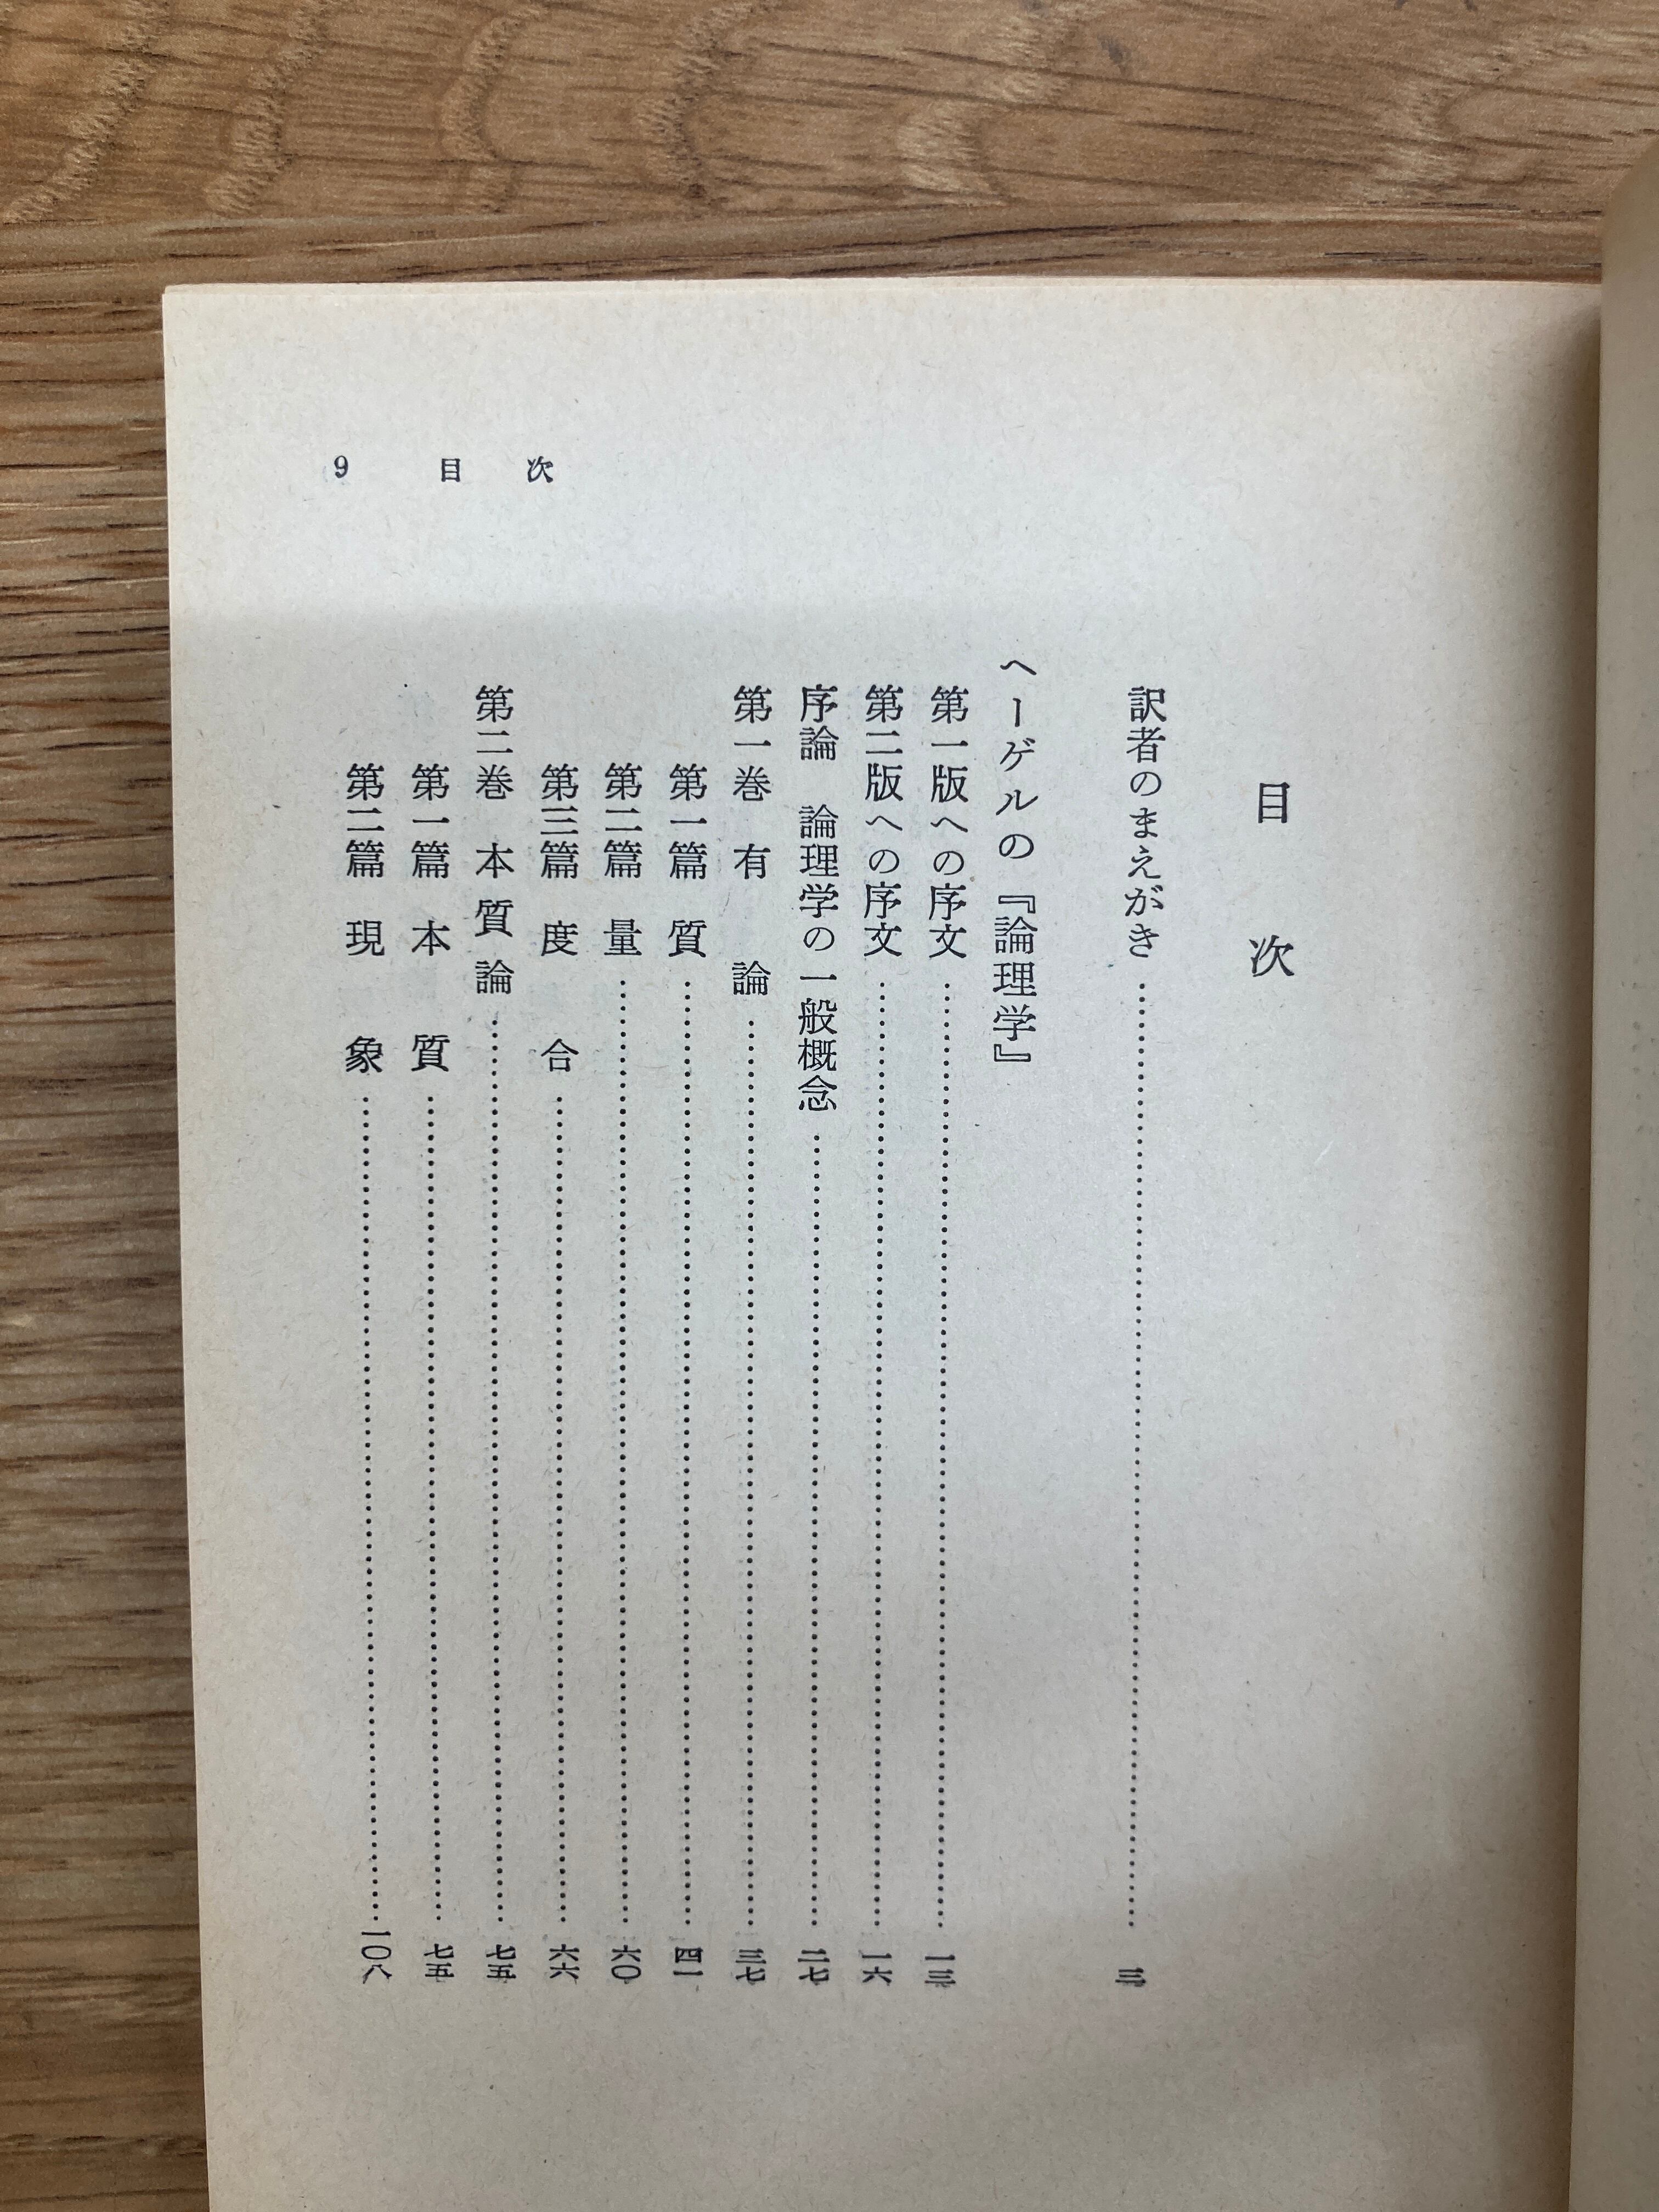 9 目次
目次
訳者のまえがき……三
ヘーゲルの『論理学』
第一版への序文……一三
第二版への序文……一六
序論 論理学の一般概念……二七
第一巻 有論……三七
第一篇 質……四一
第二篇 量……六〇
第三篇 度合……六六
第二巻 本質論……七五
第一篇 本質……七五
第二篇 現象……一〇八